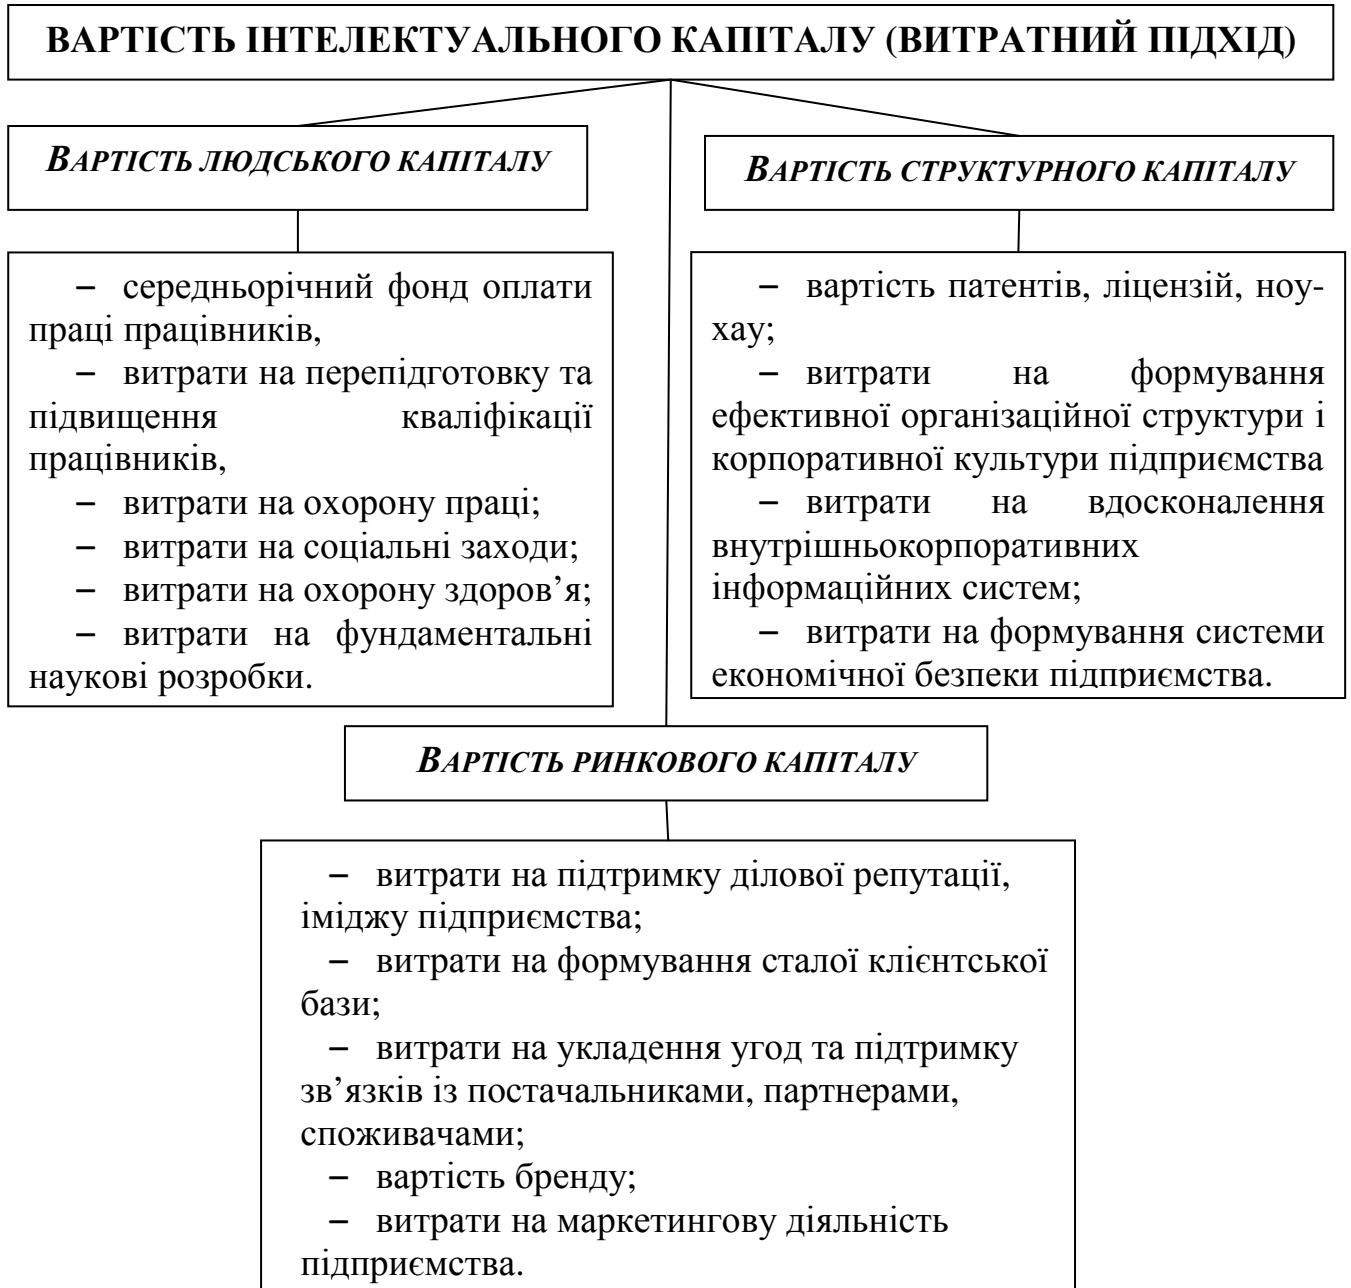 ВАРТІСТЬ ІНТЕЛЕКТУАЛЬНОГО КАПІТАЛУ (ВИТРАТНИЙ ПІДХІД)
ВАРТІСТЬ ЛЮДСЬКОГО КАПІТАЛУ
– середньорічний фонд оплати
праці працівників,
– витрати на перепідготовку та
підвищення кваліфікації
працівників,
– витрати на охорону праці;
– витрати на соціальні заходи;
– витрати на охорону здоров’я;
– витрати на фундаментальні
наукові розробки.
ВАРТІСТЬ СТРУКТУРНОГО КАПІТАЛУ
– вартість патентів, ліцензій, ноу-
хау;
– витрати на формування
ефективної організаційної структури і
корпоративної культури підприємства
– витрати на вдосконалення
внутрішньокорпоративних
інформаційних систем;
– витрати на формування системи
економічної безпеки підприємства.
ВАРТІСТЬ РИНКОВОГО КАПІТАЛУ
– витрати на підтримку ділової репутації,
іміджу підприємства;
– витрати на формування сталої клієнтської
бази;
– витрати на укладення угод та підтримку
зв’язків із постачальниками, партнерами,
споживачами;
– вартість бренду;
– витрати на маркетингову діяльність
підприємства.